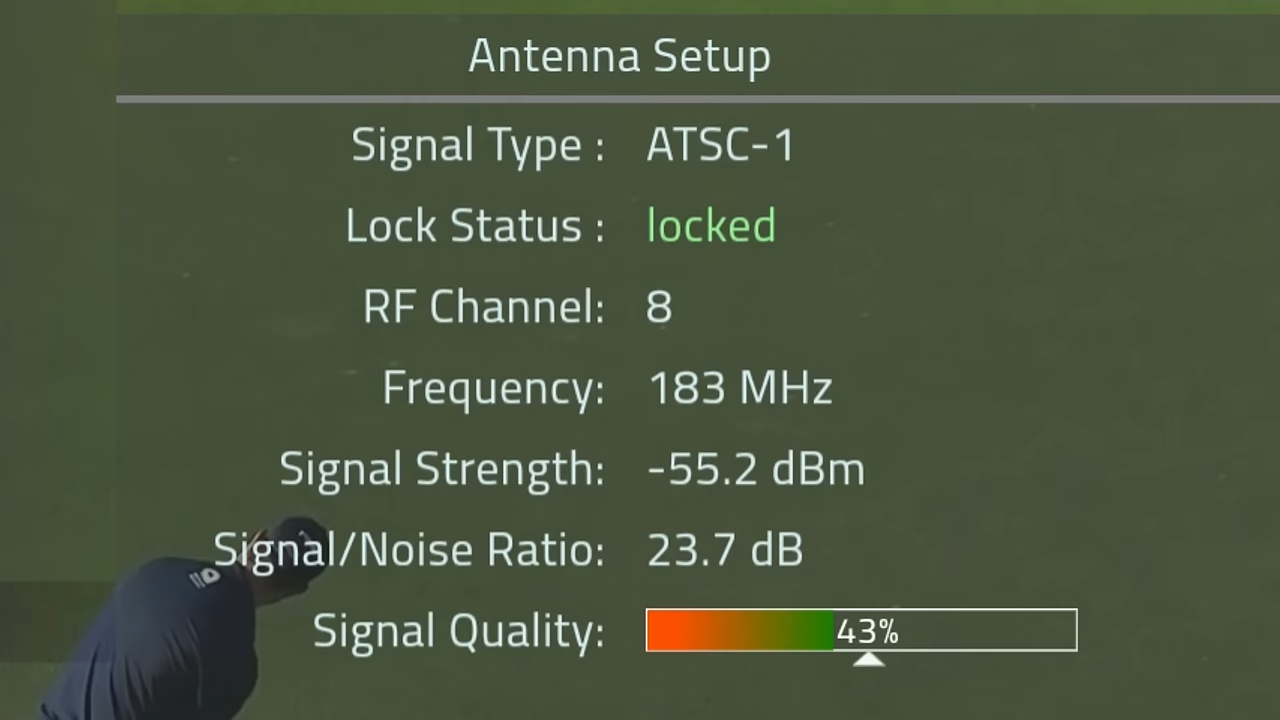 Antenna Setup
Signal Type : ATSC-1
Lock Status : locked
RF Channel: 8
Frequency: 183 MHz
Signal Strength: -55.2 dBm
Signal/Noise Ratio: 23.7 dB
Signal Quality: 43%